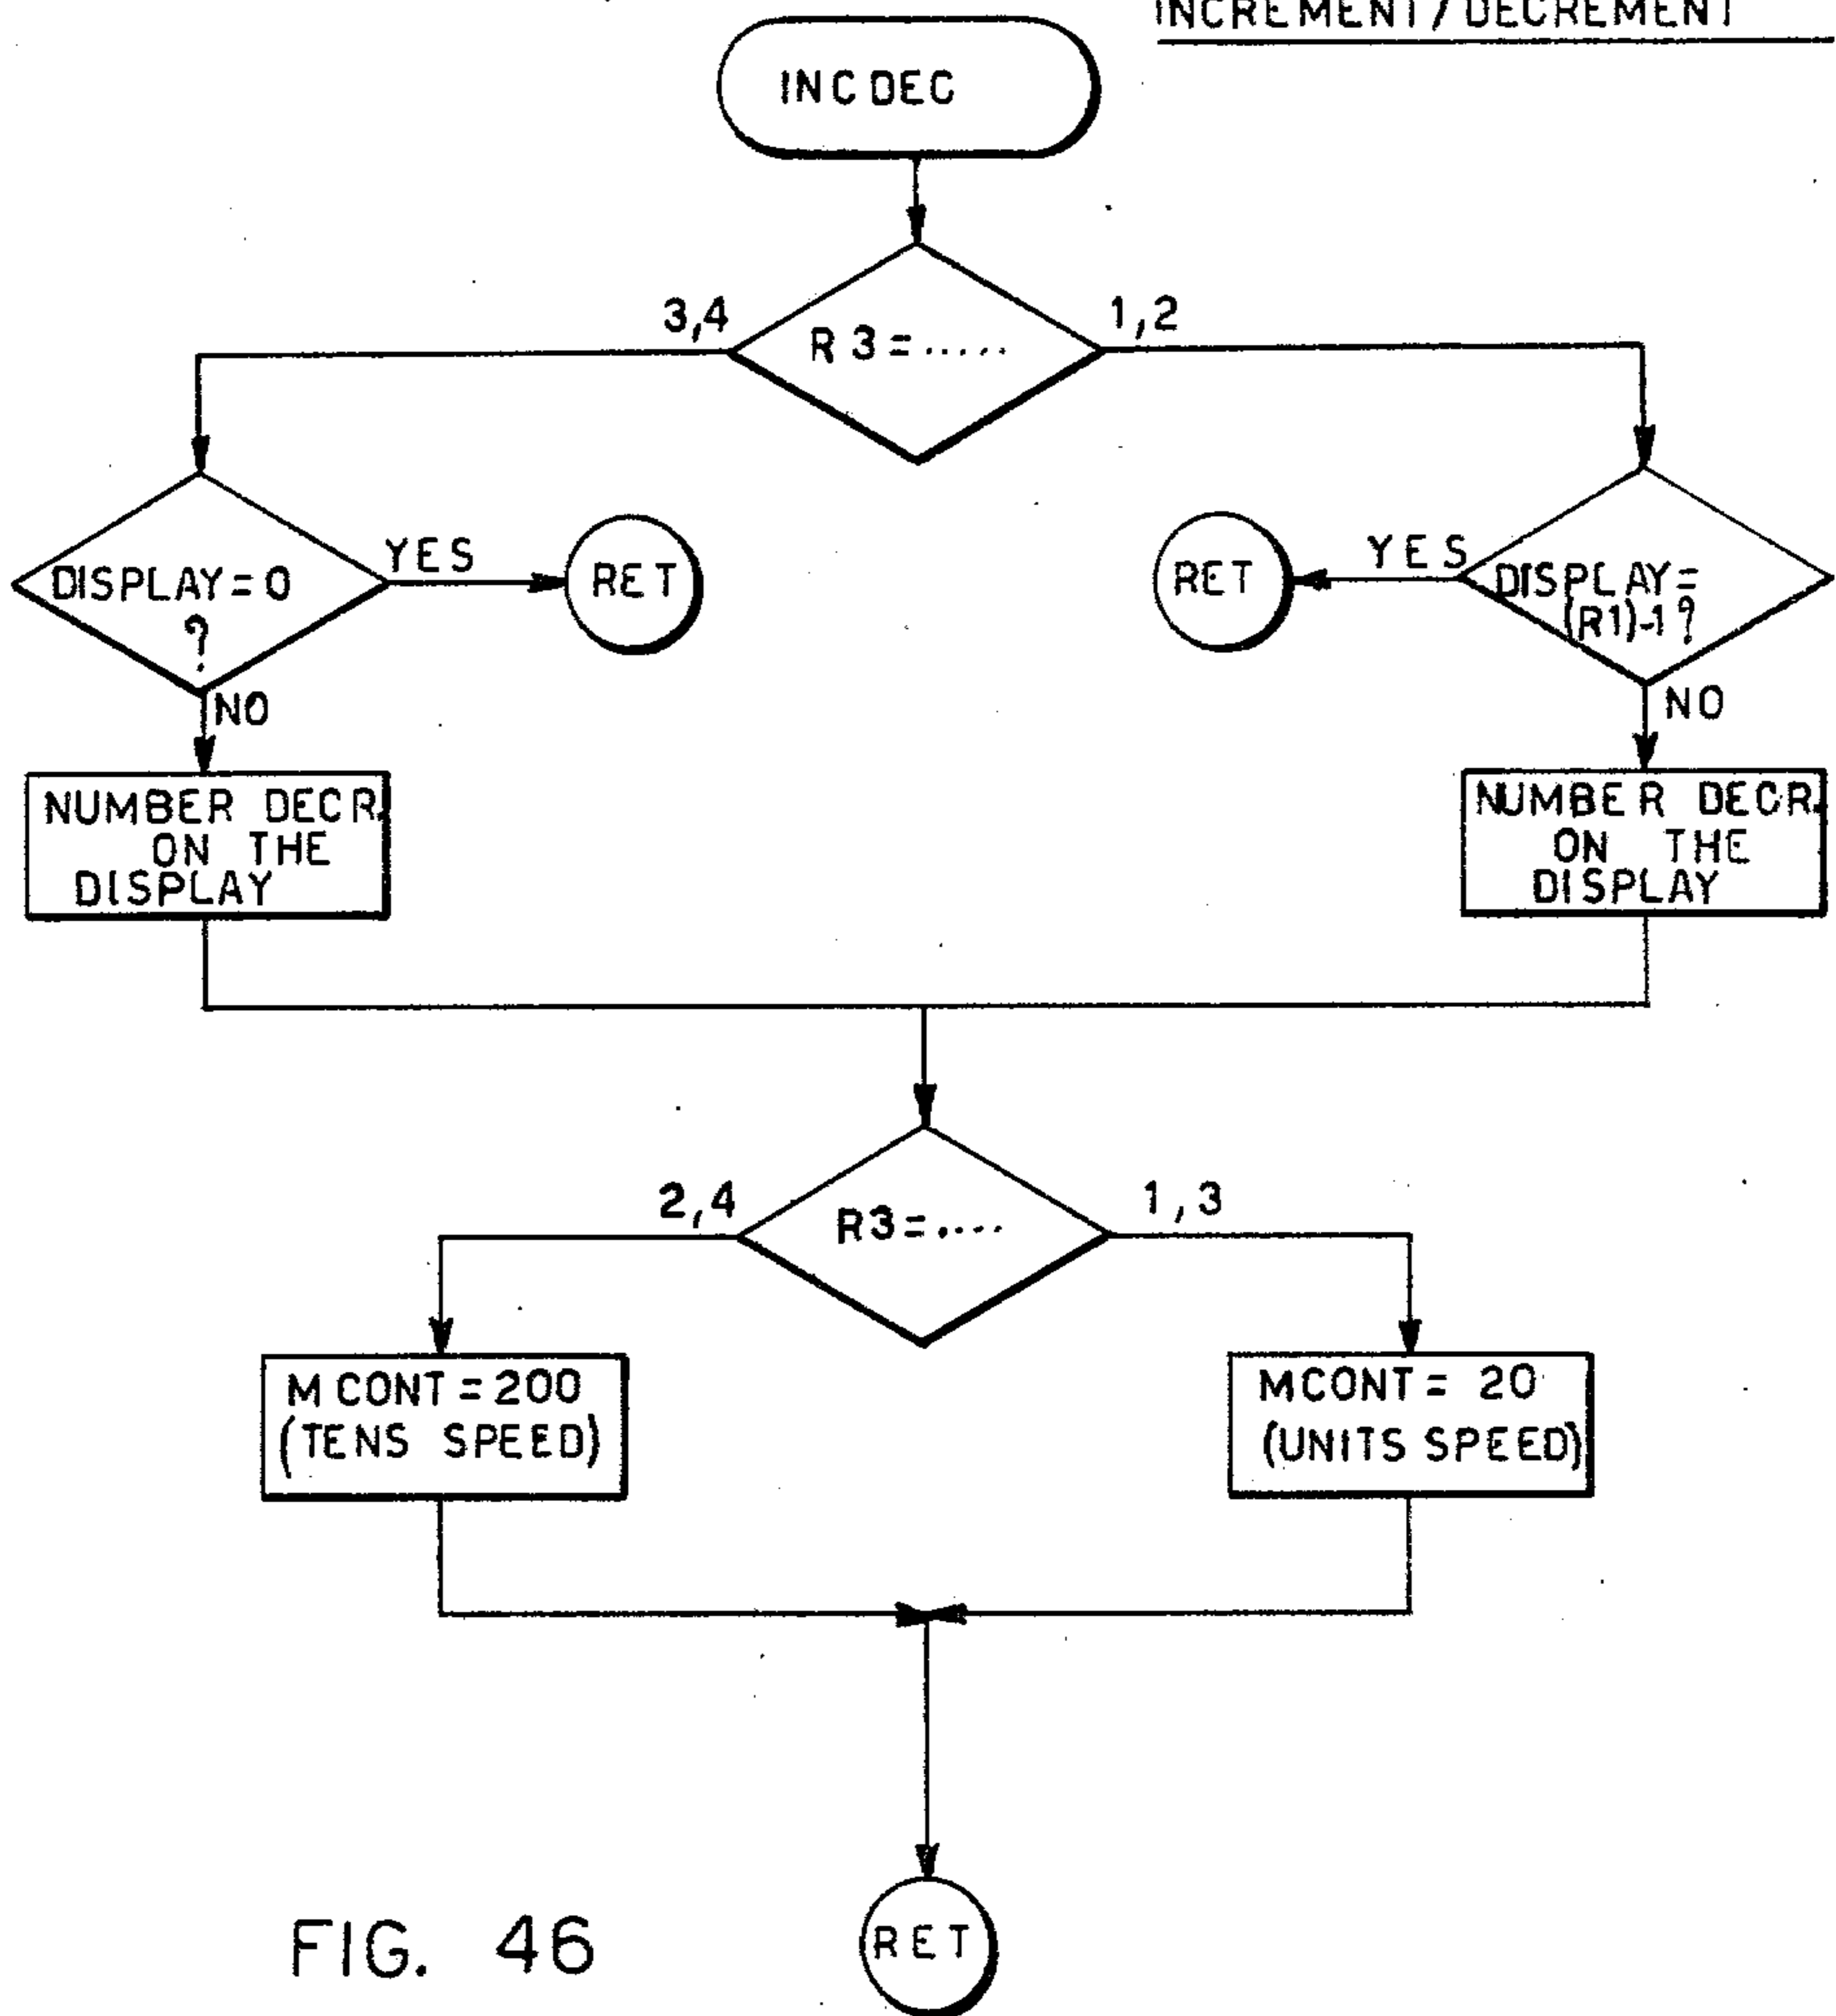 INCREMENT/DECREMENT
INCDEC
3,4
R3=.....
1,2
DISPLAY=0
?
YES
RET
RET
YES
DISPLAY=
(R1)-1?
NO
NO
NUMBER DECR.
ON THE
DISPLAY
NUMBER DECR.
ON THE
DISPLAY
2,4
R3=.....
1,3
MCONT=200
(TENS SPEED)
MCONT= 20
(UNITS SPEED)
RET
FIG. 46